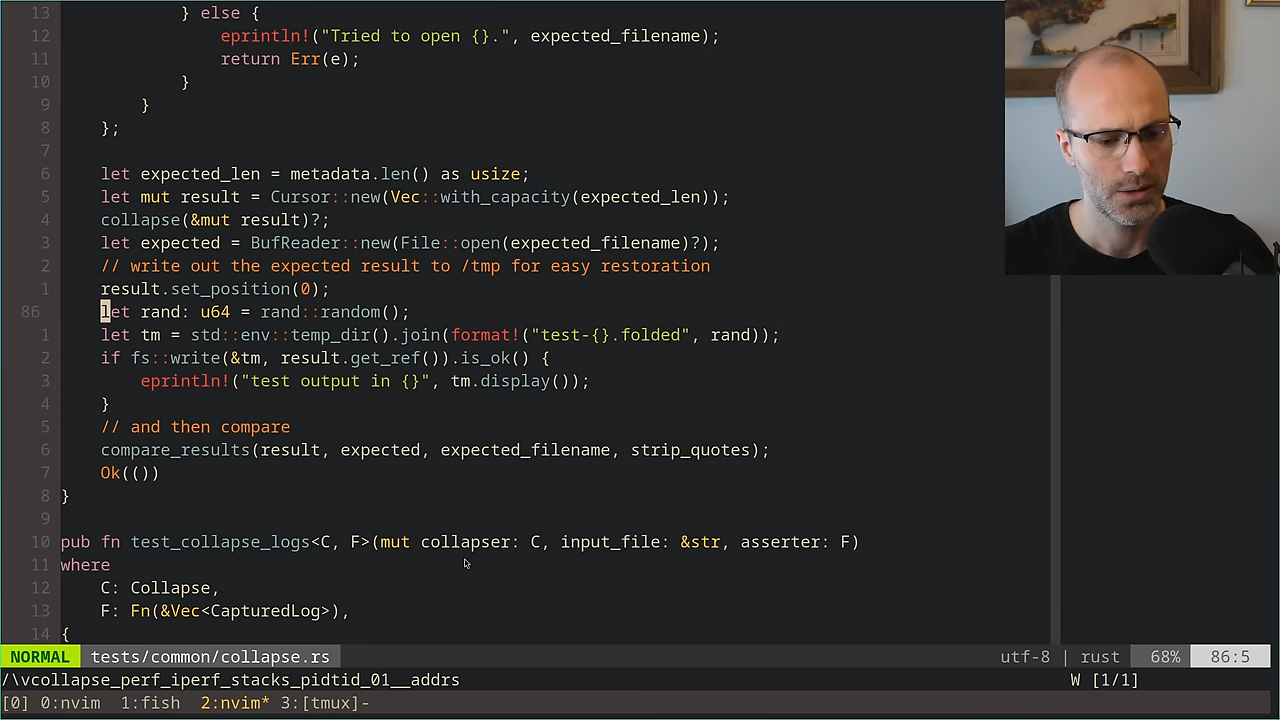 13             } else {
12                 eprintln!("Tried to open {}.", expected_filename);
11                 return Err(e);
10             }
9         }
8     };
7
6     let expected_len = metadata.len() as usize;
5     let mut result = Cursor::new(Vec::with_capacity(expected_len));
4     collapse(&mut result)?;
3     let expected = BufReader::new(File::open(expected_filename)?);
2     // write out the expected result to /tmp for easy restoration
1     result.set_position(0);
86     let rand: u64 = rand::random();
1     let tm = std::env::temp_dir().join(format!("test-{}.folded", rand));
2     if fs::write(&tm, result.get_ref()).is_ok() {
3         eprintln!("test output in {}", tm.display());
4     }
5     // and then compare
6     compare_results(result, expected, expected_filename, strip_quotes);
7     Ok(())
8 }
9
10 pub fn test_collapse_logs<C, F>(mut collapser: C, input_file: &str, asserter: F)
11 where
12     C: Collapse,
13     F: Fn(&Vec<CapturedLog>),
14 {
NORMAL tests/common/collapse.rs utf-8 | rust 68% 86:5
/\vcollapse_perf_iperf_stacks_pidtid_01__addrs W [1/1]
[0] 0:nvim 1:fish 2:nvim* 3:[tmux]-